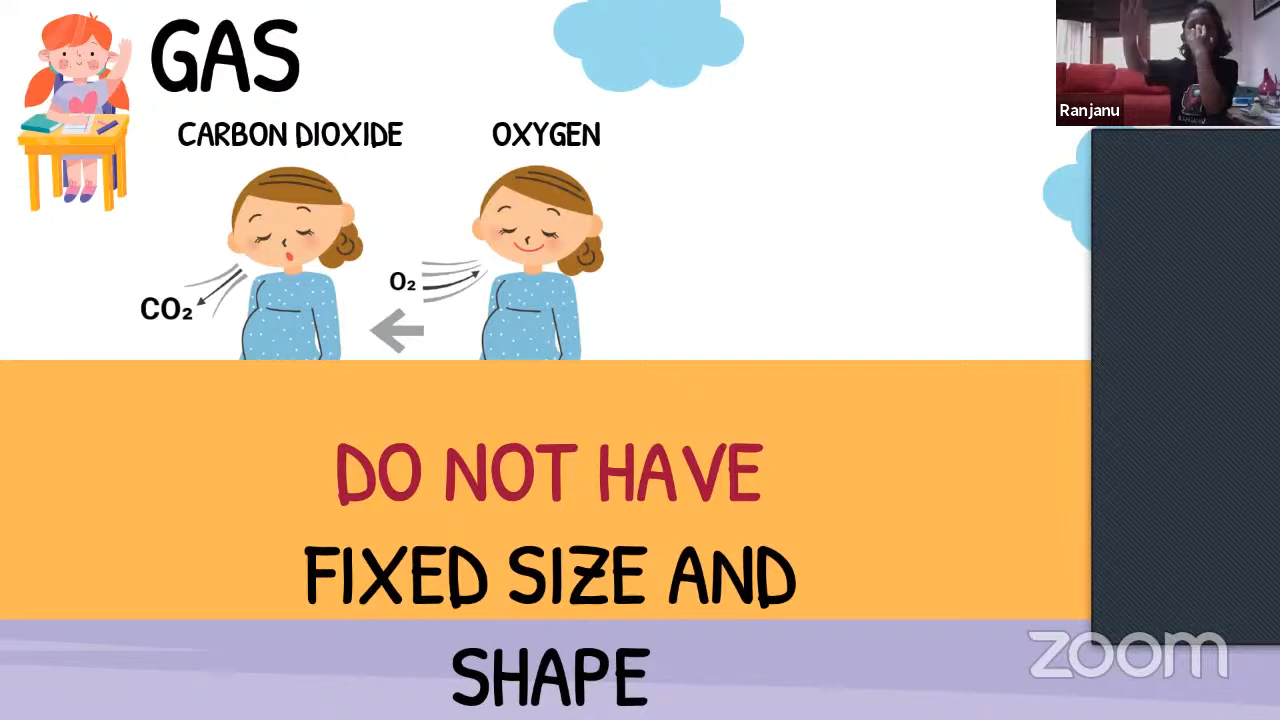 GAS
CARBON DIOXIDE
OXYGEN
CO₂
O₂
DO NOT HAVE
FIXED SIZE AND
SHAPE
Ranjanu
zoom